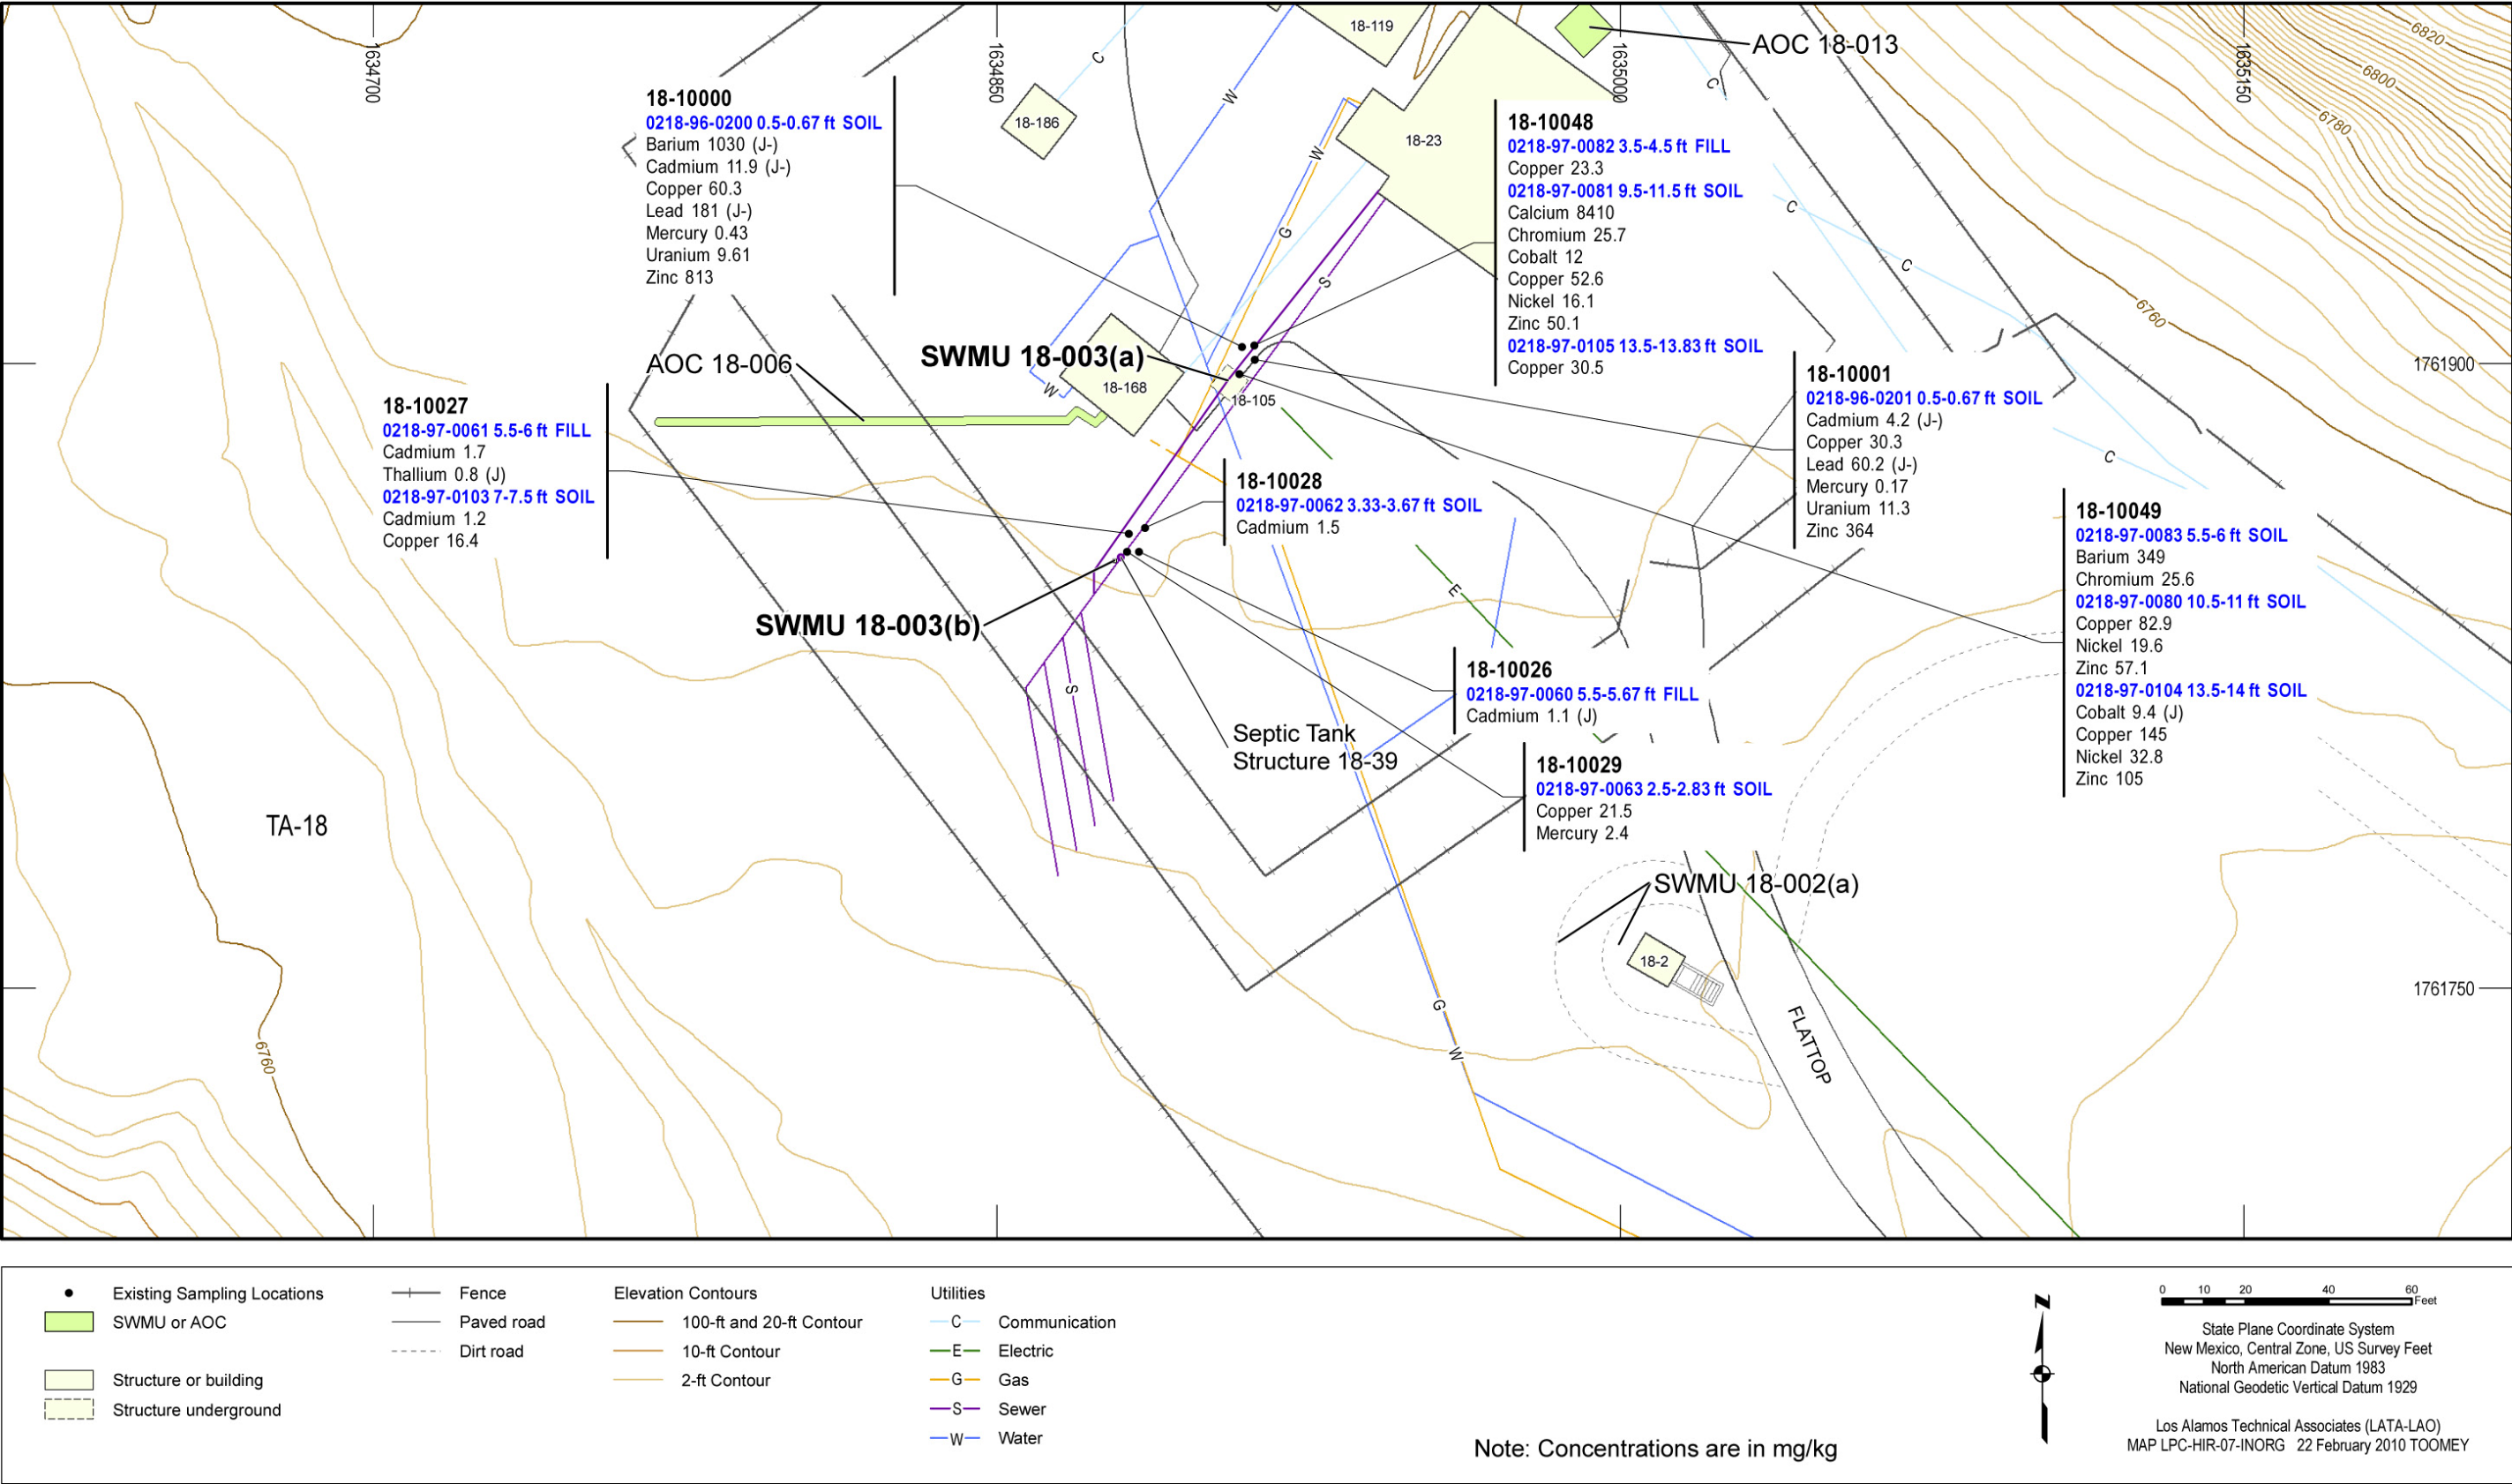 1634700
1634850
1635000
1635150
18-119
AOC 18-013
6820
6800
6780
6760
C
W
18-186
18-23
C
W
G
S
C
C
C
18-10000
0218-96-0200 0.5-0.67 ft SOIL
Barium 1030 (J-)
Cadmium 11.9 (J-)
Copper 60.3
Lead 181 (J-)
Mercury 0.43
Uranium 9.61
Zinc 813
18-10048
0218-97-0082 3.5-4.5 ft FILL
Copper 23.3
0218-97-0081 9.5-11.5 ft SOIL
Calcium 8410
Chromium 25.7
Cobalt 12
Copper 52.6
Nickel 16.1
Zinc 50.1
0218-97-0105 13.5-13.83 ft SOIL
Copper 30.5
AOC 18-006
SWMU 18-003(a)
W
18-168
18-105
1761900
18-10001
0218-96-0201 0.5-0.67 ft SOIL
Cadmium 4.2 (J-)
Copper 30.3
Lead 60.2 (J-)
Mercury 0.17
Uranium 11.3
Zinc 364
18-10027
0218-97-0061 5.5-6 ft FILL
Cadmium 1.7
Thallium 0.8 (J)
0218-97-0103 7-7.5 ft SOIL
Cadmium 1.2
Copper 16.4
18-10028
0218-97-0062 3.33-3.67 ft SOIL
Cadmium 1.5
18-10049
0218-97-0083 5.5-6 ft SOIL
Barium 349
Chromium 25.6
0218-97-0080 10.5-11 ft SOIL
Copper 82.9
Nickel 19.6
Zinc 57.1
0218-97-0104 13.5-14 ft SOIL
Cobalt 9.4 (J)
Copper 145
Nickel 32.8
Zinc 105
E
SWMU 18-003(b)
S
18-10026
0218-97-0060 5.5-5.67 ft FILL
Cadmium 1.1 (J)
Septic Tank
Structure 18-39
18-10029
0218-97-0063 2.5-2.83 ft SOIL
Copper 21.5
Mercury 2.4
TA-18
SWMU 18-002(a)
18-2
1761750
G
W
FLATTOP
6760
Existing Sampling Locations
SWMU or AOC
Structure or building
Structure underground
Fence
Paved road
Dirt road
Elevation Contours
100-ft and 20-ft Contour
10-ft Contour
2-ft Contour
Utilities
C Communication
E Electric
G Gas
S Sewer
W Water
Note: Concentrations are in mg/kg
N
0 10 20 40 60
Feet
State Plane Coordinate System
New Mexico, Central Zone, US Survey Feet
North American Datum 1983
National Geodetic Vertical Datum 1929
Los Alamos Technical Associates (LATA-LAO)
MAP LPC-HIR-07-INORG 22 February 2010 TOOMEY